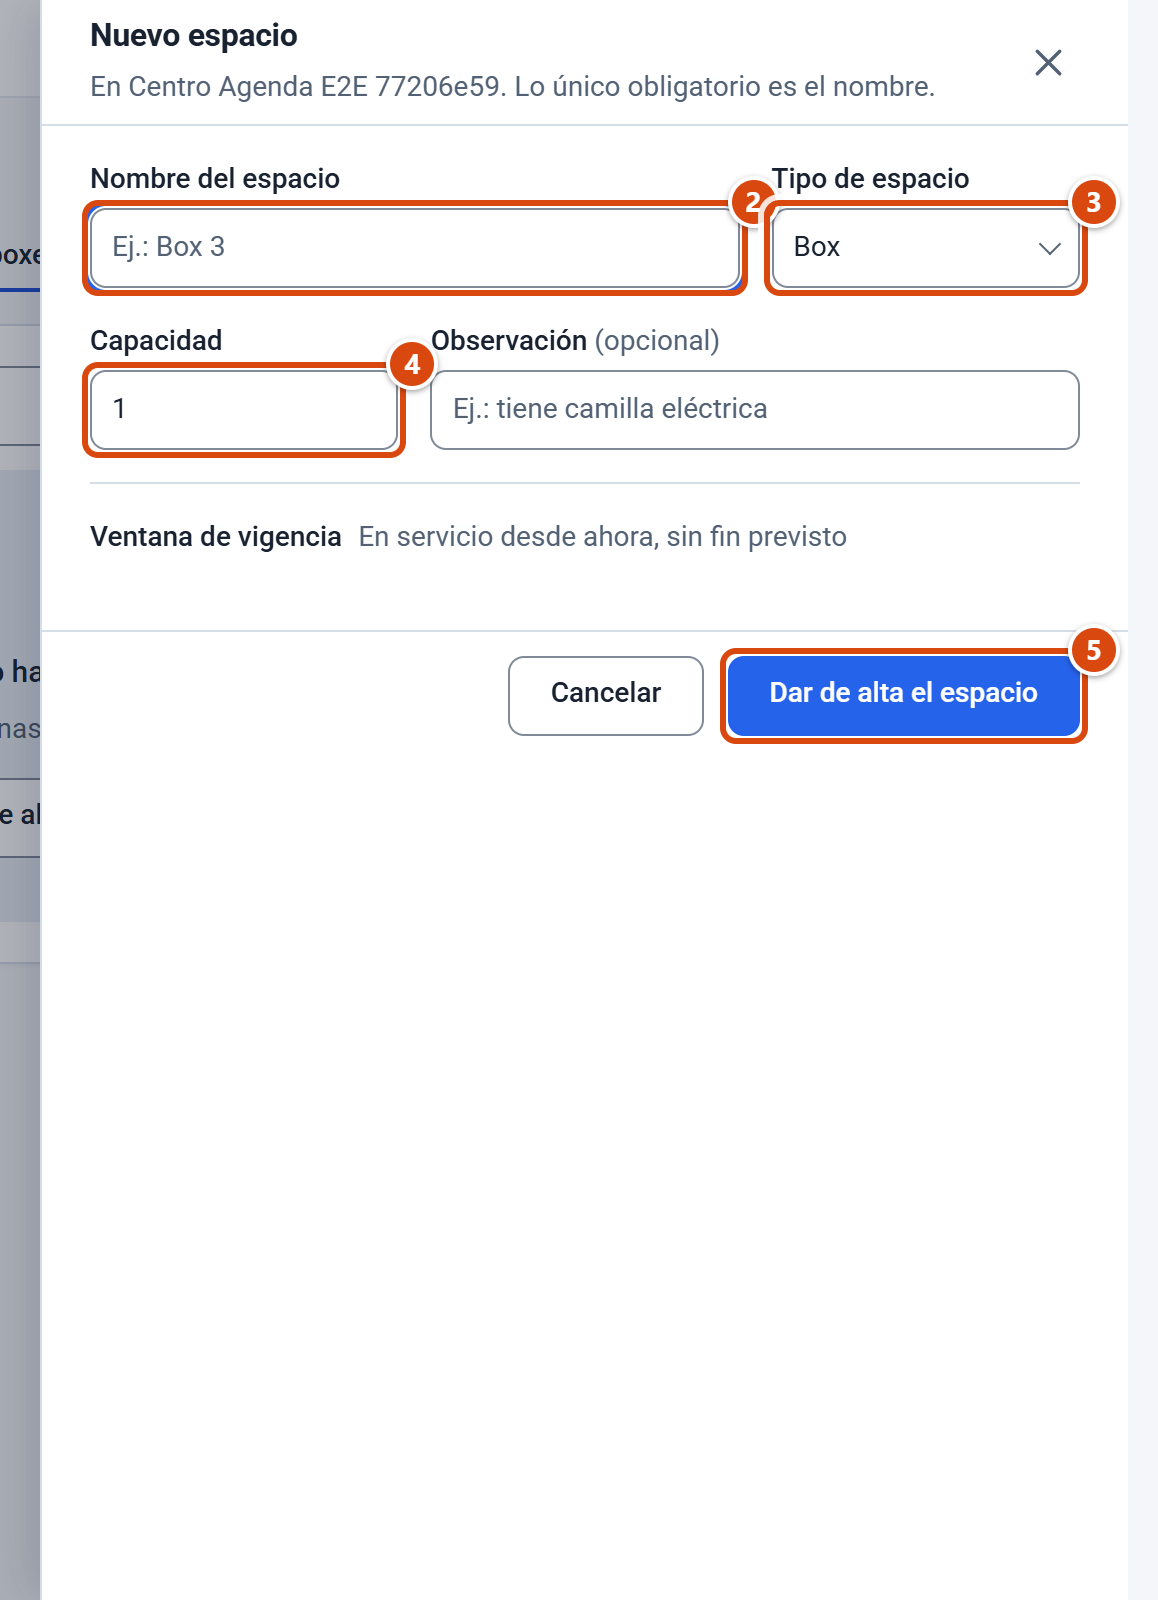 Nuevo espacio
En Centro Agenda E2E 77206e59. Lo único obligatorio es el nombre.
Nombre del espacio
2
Tipo de espacio
3
Ej.: Box 3
Box
Capacidad
4
Observación (opcional)
1
Ej.: tiene camilla eléctrica
Ventana de vigencia En servicio desde ahora, sin fin previsto
5
Cancelar
Dar de alta el espacio